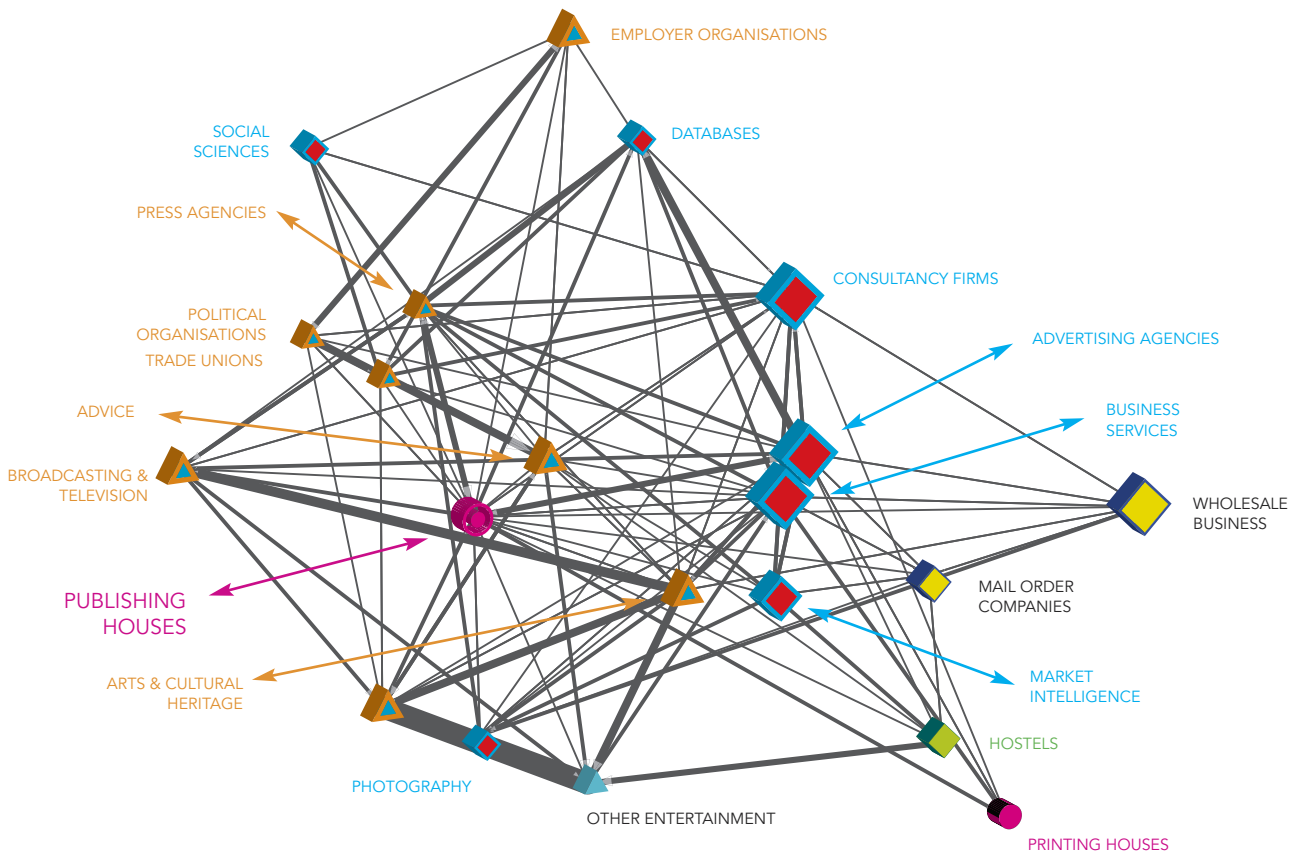 EMPLOYER ORGANISATIONS
SOCIAL
SCIENCES
DATABASES
PRESS AGENCIES
CONSULTANCY FIRMS
POLITICAL
ORGANISATIONS
TRADE UNIONS
ADVERTISING AGENCIES
ADVICE
BUSINESS
SERVICES
BROADCASTING &
TELEVISION
WHOLESALE
BUSINESS
PUBLISHING
HOUSES
MAIL ORDER
COMPANIES
ARTS & CULTURAL
HERITAGE
MARKET
INTELLIGENCE
HOSTELS
PHOTOGRAPHY
OTHER ENTERTAINMENT
PRINTING HOUSES